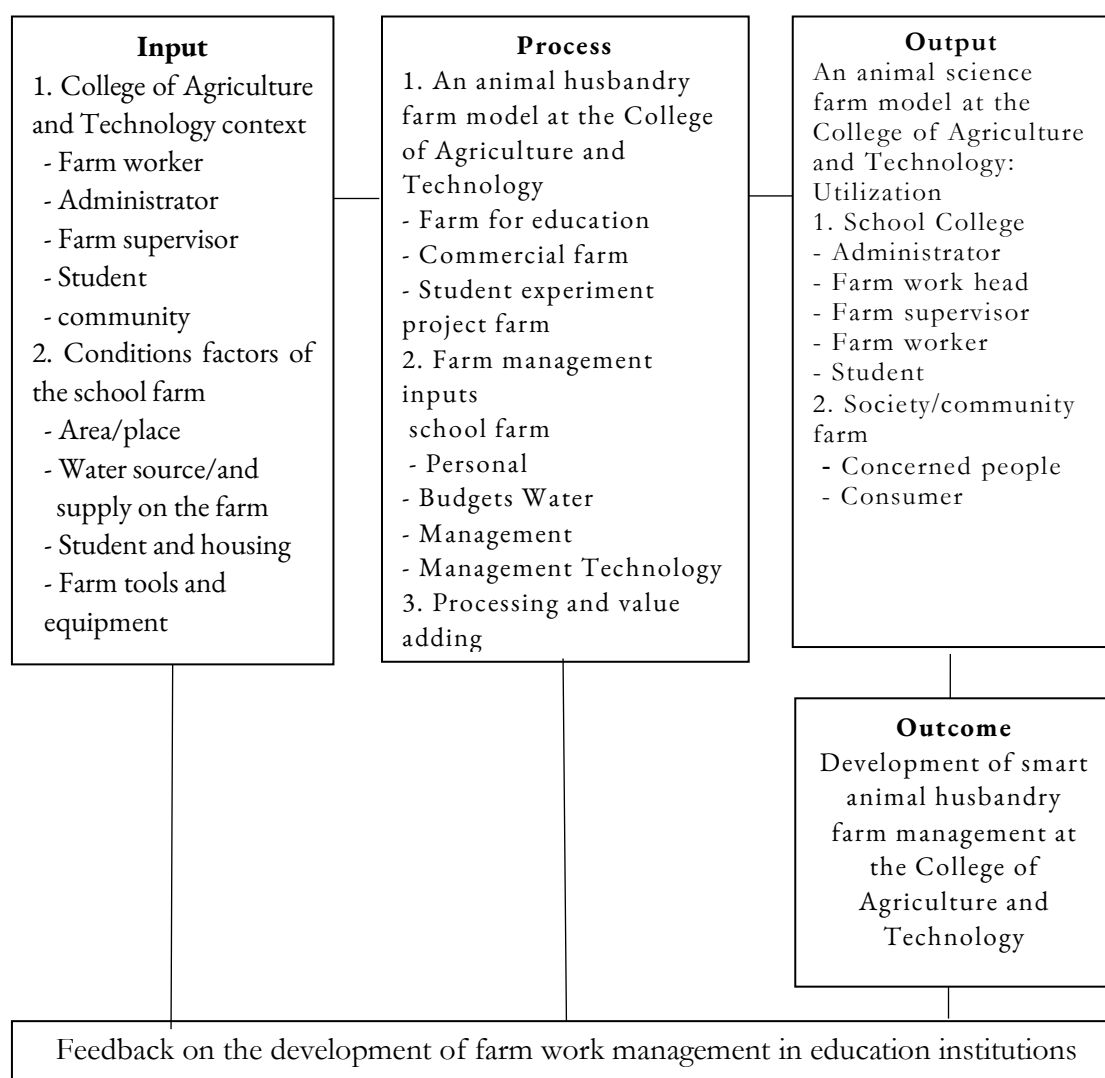 Input
1. College of Agriculture
and Technology context
- Farm worker
- Administrator
- Farm supervisor
- Student
- community
2. Conditions factors of
the school farm
- Area/place
- Water source/and
supply on the farm
- Student and housing
- Farm tools and
equipment
Process
1. An animal husbandry
farm model at the College
of Agriculture and
Technology
- Farm for education
- Commercial farm
- Student experiment
project farm
2. Farm management
inputs
school farm
- Personal
- Budgets Water
- Management
- Management Technology
3. Processing and value
adding
Output
An animal science
farm model at the
College of Agriculture
and Technology:
Utilization
1. School College
- Administrator
- Farm work head
- Farm supervisor
- Farm worker
- Student
2. Society/community
farm
- Concerned people
- Consumer
Outcome
Development of smart
animal husbandry
farm management at
the College of
Agriculture and
Technology
Feedback on the development of farm work management in education institutions